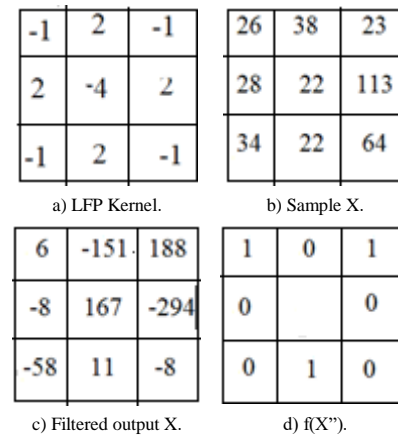 -1 2 -1 26 38 23
2 -4 2 28 22 113
-1 2 -1 34 22 64
a) LFP Kernel. b) Sample X.
6 -151 188 1 0 1
-8 167 -294 0 0
-58 11 -8 0 1 0
c) Filtered output X. d) f(X”).